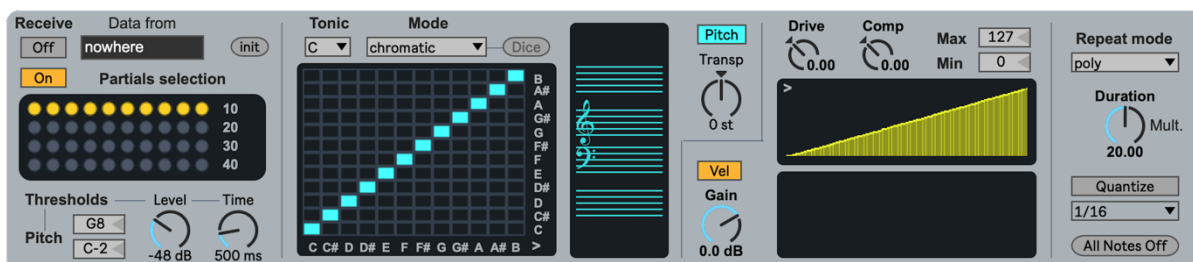 Receive
Data from
Off
nowhere
init
On
Partials selection
10
20
30
40
Thresholds
Level
Time
Pitch
G8
C-2
-48 dB
500 ms
Tonic
Mode
C
chromatic
Dice
B
A#
A
G#
G
F#
F
E
D#
D
C#
C
C C# D D# E F F# G G# A A# B >
Pitch
Transp
0 st
Vel
Gain
0.0 dB
Drive
Comp
0.00
0.00
Max 127
Min 0
>
Repeat mode
poly
Duration
Mult.
20.00
Quantize
1/16
All Notes Off